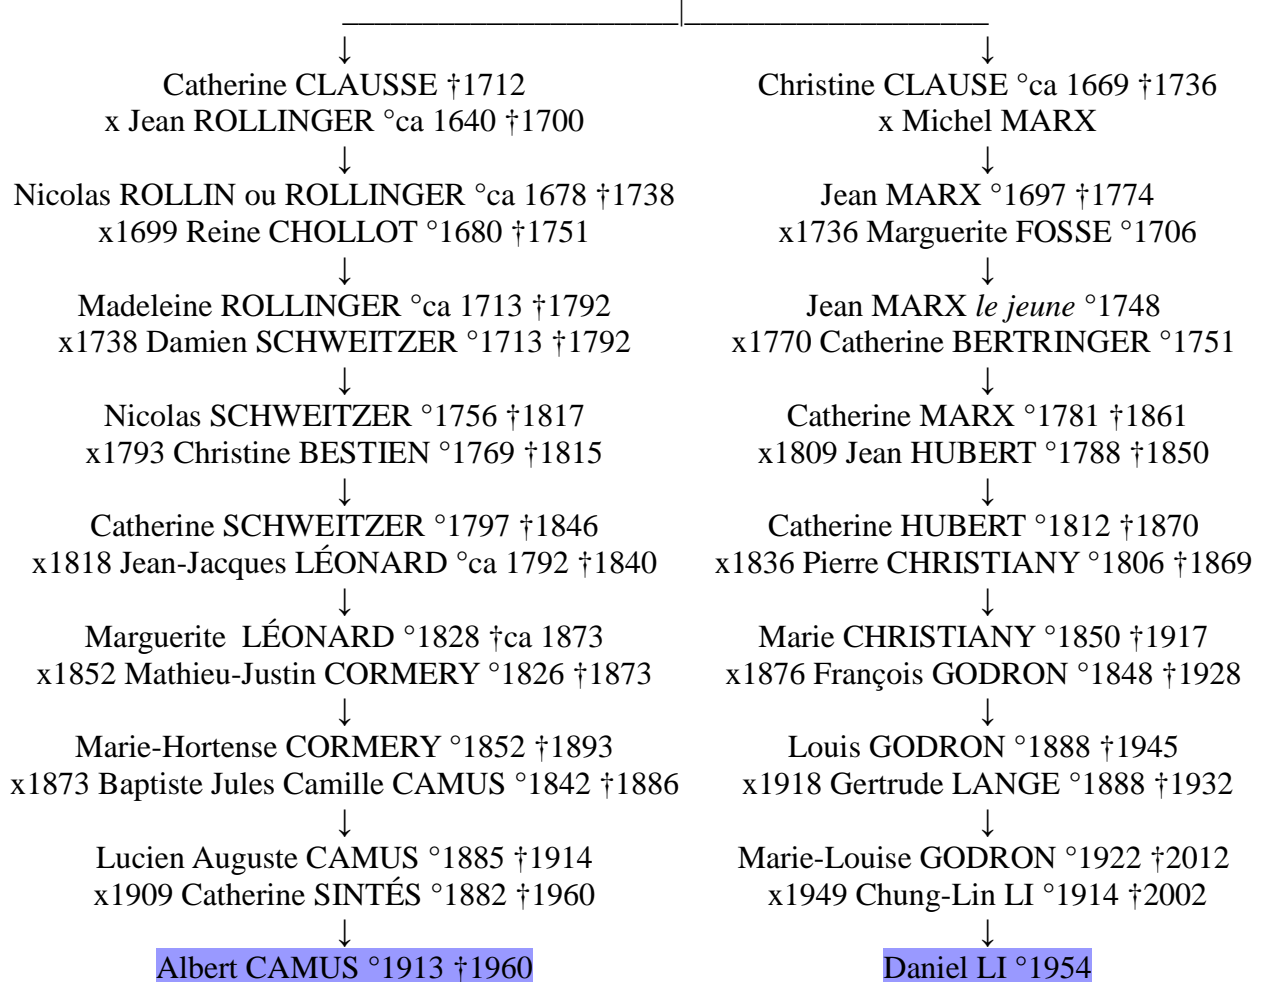 Catherine CLAUSSE †1712
x Jean ROLLINGER °ca 1640 †1700
↓
Nicolas ROLLIN ou ROLLINGER °ca 1678 †1738
x1699 Reine CHOLLOT °1680 †1751
↓
Madeleine ROLLINGER °ca 1713 †1792
x1738 Damien SCHWEITZER °1713 †1792
↓
Nicolas SCHWEITZER °1756 †1817
x1793 Christine BESTIEN °1769 †1815
↓
Catherine SCHWEITZER °1797 †1846
x1818 Jean-Jacques LÉONARD °ca 1792 †1840
↓
Marguerite LÉONARD °1828 †ca 1873
x1852 Mathieu-Justin CORMERY °1826 †1873
↓
Marie-Hortense CORMERY °1852 †1893
x1873 Baptiste Jules Camille CAMUS °1842 †1886
↓
Lucien Auguste CAMUS °1885 †1914
x1909 Catherine SINTÉS °1882 †1960
↓
Albert CAMUS °1913 †1960
↓
Christine CLAUSE °ca 1669 †1736
x Michel MARX
↓
Jean MARX °1697 †1774
x1736 Marguerite FOSSE °1706
↓
Jean MARX le jeune °1748
x1770 Catherine BERTRINGER °1751
↓
Catherine MARX °1781 †1861
x1809 Jean HUBERT °1788 †1850
↓
Catherine HUBERT °1812 †1870
x1836 Pierre CHRISTIANY °1806 †1869
↓
Marie CHRISTIANY °1850 †1917
x1876 François GODRON °1848 †1928
↓
Louis GODRON °1888 †1945
x1918 Gertrude LANGE °1888 †1932
↓
Marie-Louise GODRON °1922 †2012
x1949 Chung-Lin LI °1914 †2002
↓
Daniel LI °1954